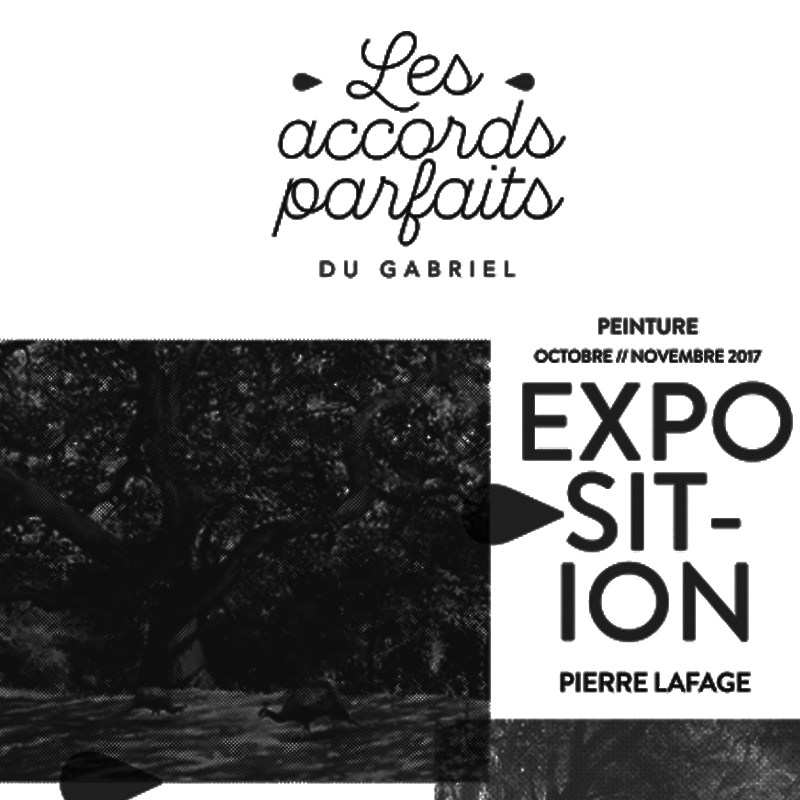 Les
accords
parfaits
DU GABRIEL
PEINTURE
OCTOBRE // NOVEMBRE 2017
EXPO
SIT-
ION
PIERRE LAFAGE